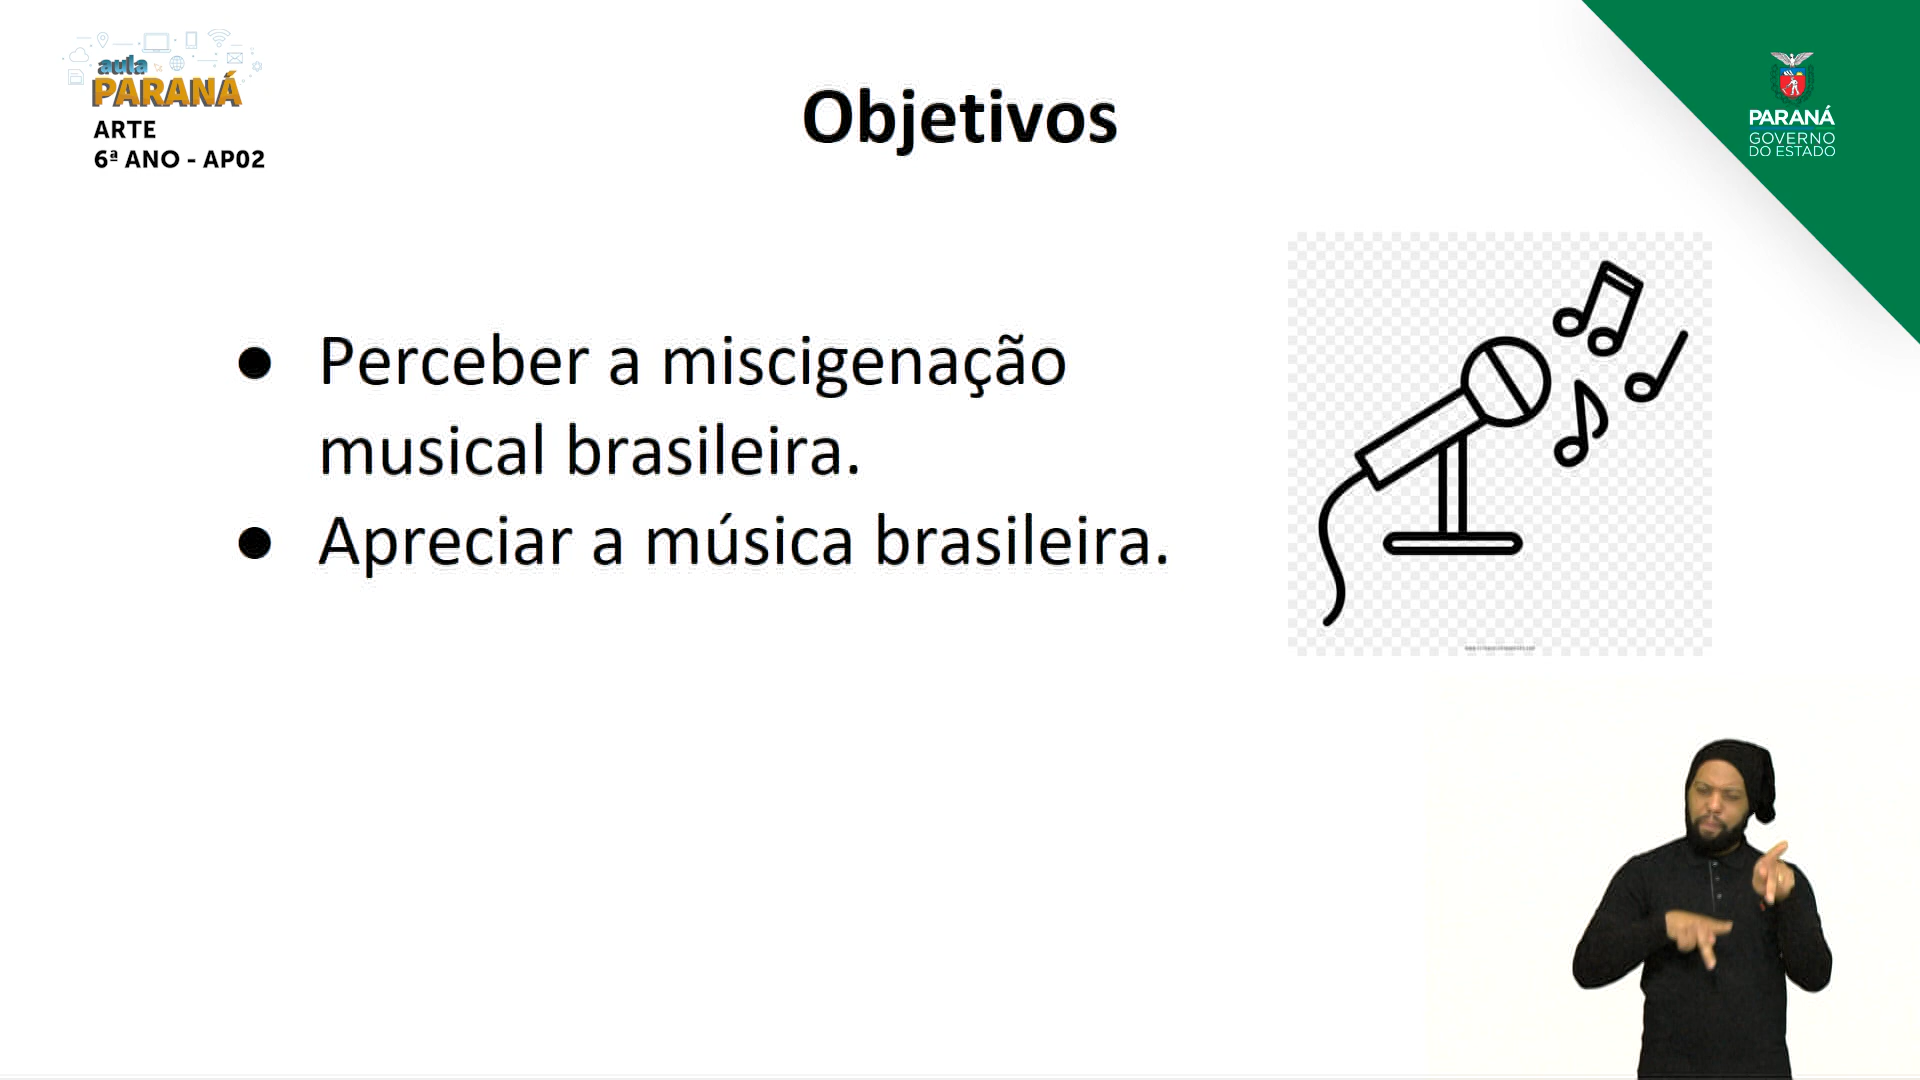 aula
PARANÁ
ARTE
6ª ANO - AP02
Objetivos
PARANÁ
GOVERNO
DO ESTADO
● Perceber a miscigenação
musical brasileira.
● Apreciar a música brasileira.